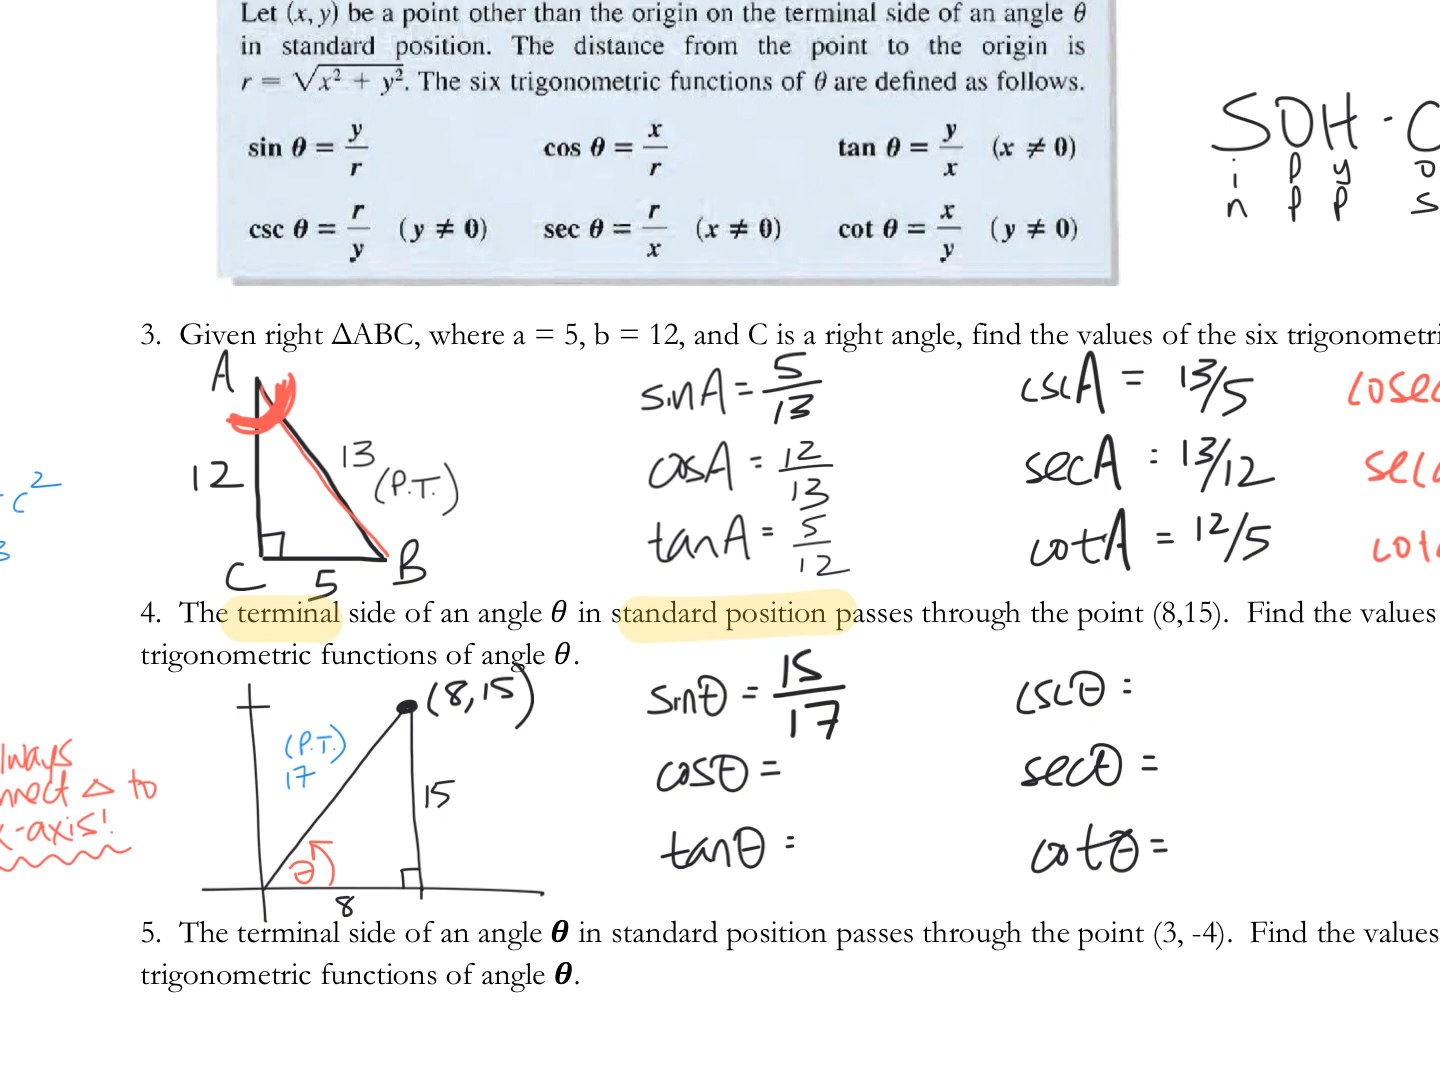 Let (x, y) be a point other than the origin on the terminal side of an angle θ
in standard position. The distance from the point to the origin is
r = √x² + y². The six trigonometric functions of θ are defined as follows.
sin θ = y/r cos θ = x/r tan θ = y/x (x ≠ 0)
csc θ = r/y (y ≠ 0) sec θ = r/x (x ≠ 0) cot θ = x/y (y ≠ 0)
SOH · C
i p y o
n p p s
3. Given right ΔABC, where a = 5, b = 12, and C is a right angle, find the values of the six trigonometri
A
12
13
(P.T.)
C
5
B
c²
sinA = 5/13
cosA = 12/13
tanA = 5/12
cscA = 13/5
secA = 13/12
cotA = 12/5
cosec
4. The terminal side of an angle θ in standard position passes through the point (8,15). Find the values
trigonometric functions of angle θ.
(8,15)
(P.T.)
17
15
θ
8
△ to
x-axis!
sinθ = 15/17
cosθ =
tanθ =
cscθ =
secθ =
cotθ =
5. The terminal side of an angle θ in standard position passes through the point (3, -4). Find the values
trigonometric functions of angle θ.